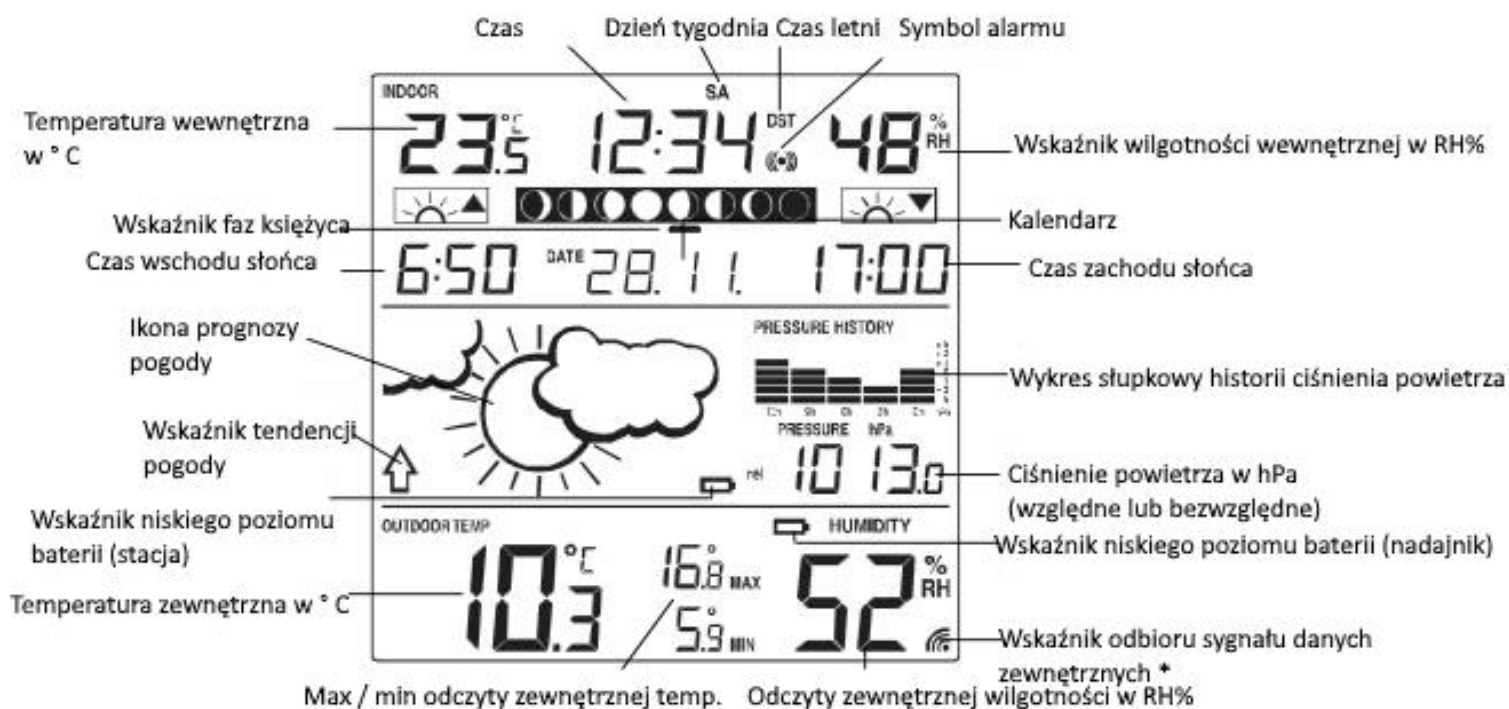 Czas Dzień tygodnia Czas letni Symbol alarmu
INDOOR
SA
23.5 °C
12:34
DST
48 % RH
Temperatura wewnętrzna
w ° C
Wskaźnik wilgotności wewnętrznej w RH%
Wskaźnik faz księżyca
Kalendarz
Czas wschodu słońca
6:50
DATE 28.11.
17:00
Czas zachodu słońca
Ikona prognozy
pogody
PRESSURE HISTORY
Wykres słupkowy historii ciśnienia powietrza
PRESSURE hPa
Wskaźnik tendencji
pogody
rel 1013.0
Ciśnienie powietrza w hPa
(względne lub bezwzględne)
Wskaźnik niskiego poziomu
baterii (stacja)
OUTDOOR TEMP
HUMIDITY
Wskaźnik niskiego poziomu baterii (nadajnik)
Temperatura zewnętrzna w ° C
10.3 °C
16.8° MAX
5.9° MIN
52 % RH
Wskaźnik odbioru sygnału danych
zewnętrznych *
Max / min odczyty zewnętrznej temp. Odczyty zewnętrznej wilgotności w RH%